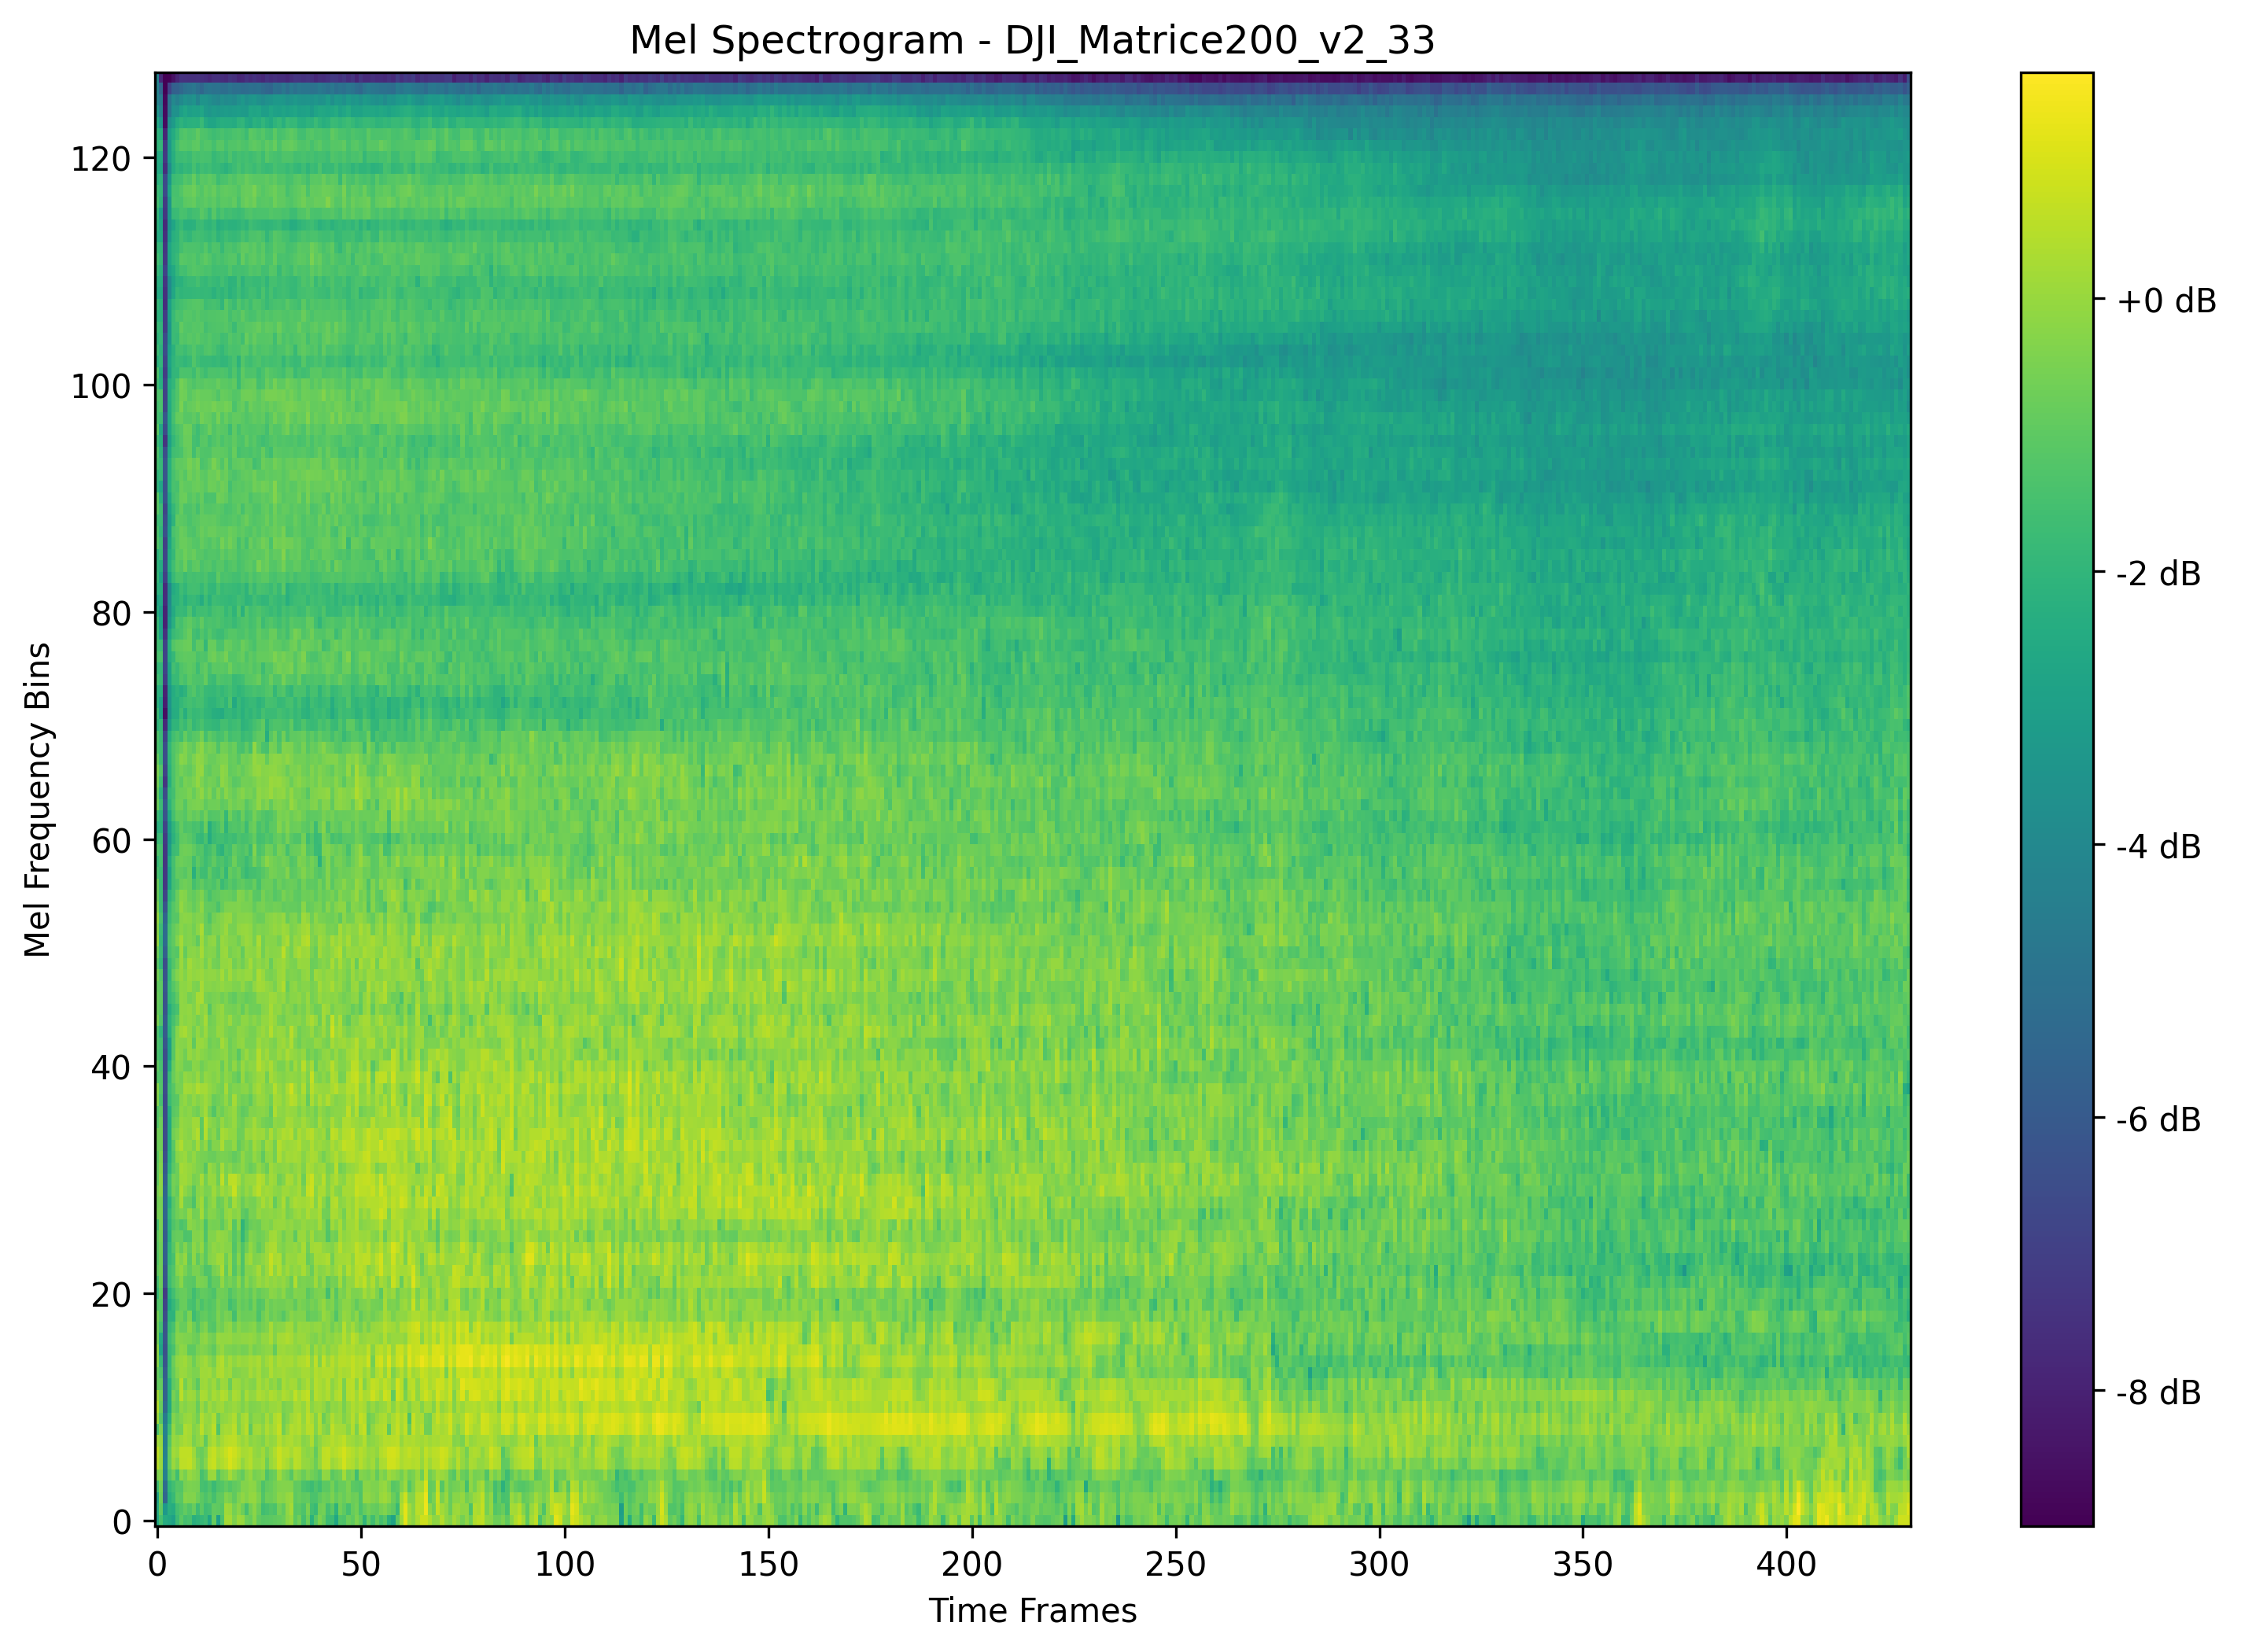 Mel Spectrogram - DJI_Matrice200_v2_33
120
100
80
60
40
20
0
Mel Frequency Bins
0 50 100 150 200 250 300 350 400
Time Frames
+0 dB
-2 dB
-4 dB
-6 dB
-8 dB